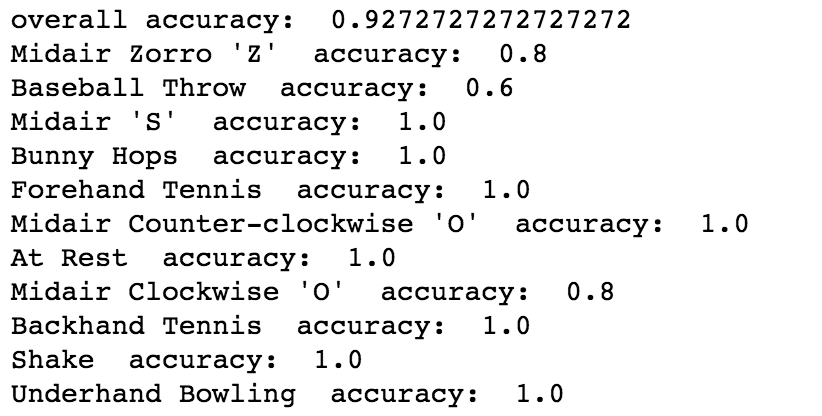 overall accuracy:  0.9272727272727272
Midair Zorro 'Z'  accuracy:  0.8
Baseball Throw  accuracy:  0.6
Midair 'S'  accuracy:  1.0
Bunny Hops  accuracy:  1.0
Forehand Tennis  accuracy:  1.0
Midair Counter-clockwise 'O'  accuracy:  1.0
At Rest  accuracy:  1.0
Midair Clockwise 'O'  accuracy:  0.8
Backhand Tennis  accuracy:  1.0
Shake  accuracy:  1.0
Underhand Bowling  accuracy:  1.0